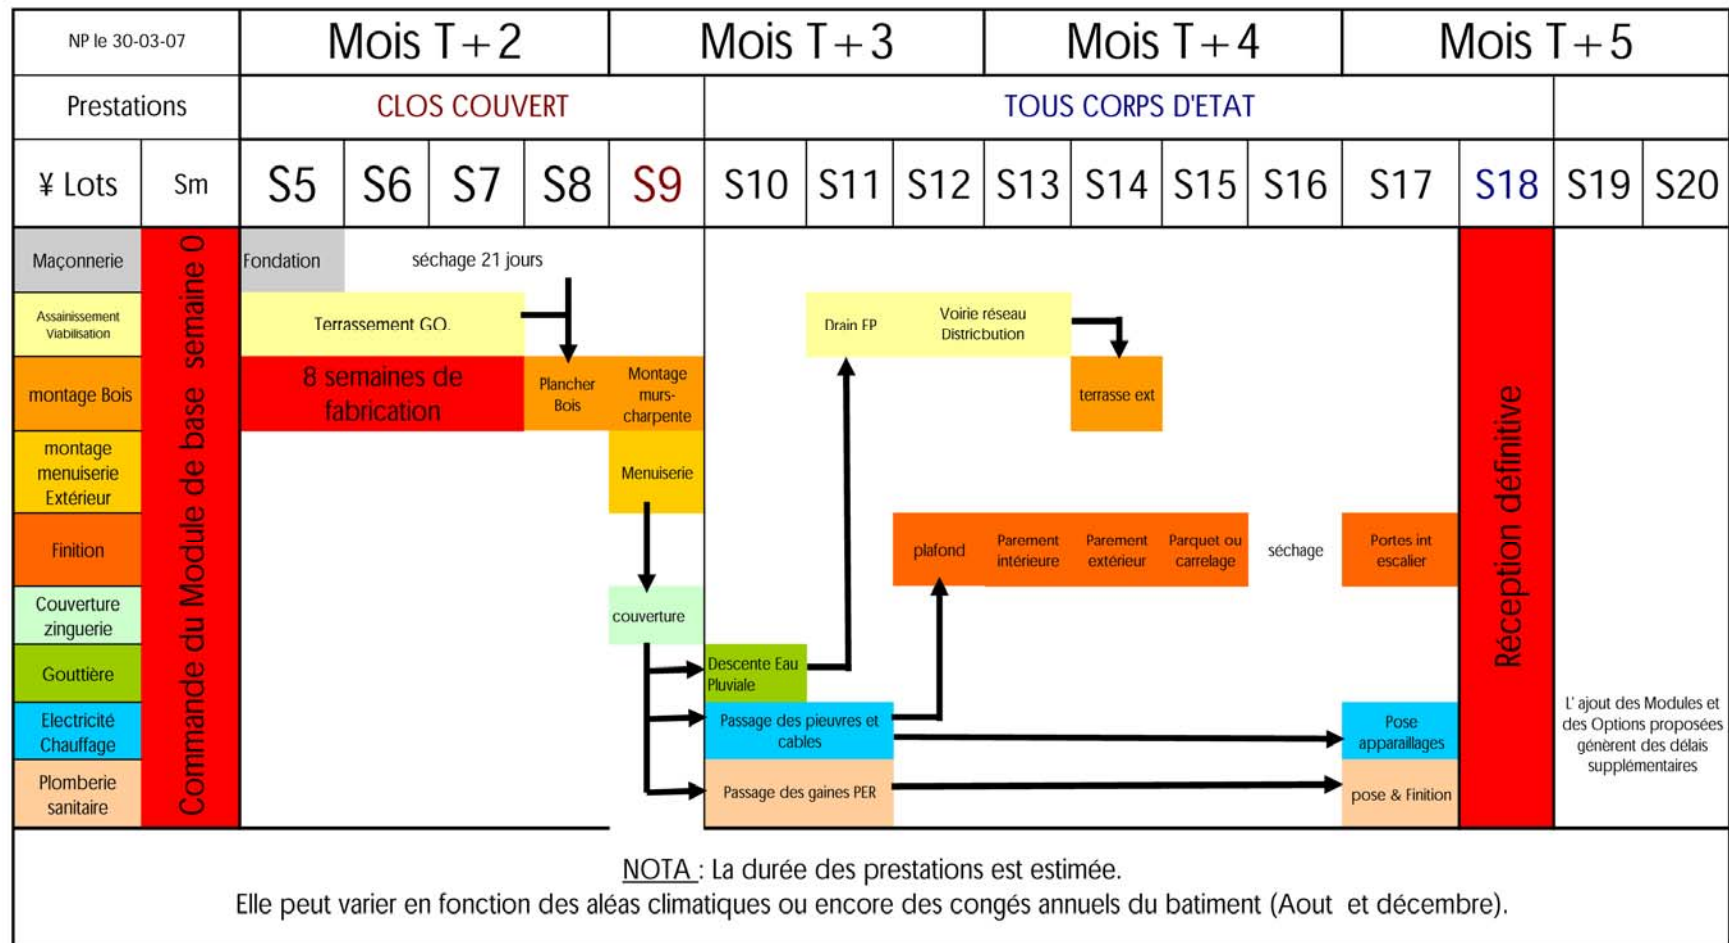 NP le 30-03-07
Mois T+2
Mois T+3
Mois T+4
Mois T+5
Prestations
CLOS COUVERT
TOUS CORPS D'ETAT
¥ Lots
Sm
S5
S6
S7
S8
S9
S10
S11
S12
S13
S14
S15
S16
S17
S18
S19
S20
Commande du Module de base semaine 0
Maçonnerie
Fondation
séchage 21 jours
Assainissement
Viabilisation
Terrassement GO.
Drain EP
Voirie réseau
Districbution
montage Bois
8 semaines de
fabrication
Plancher
Bois
Montage
murs-
charpente
terrasse ext
montage
menuiserie
Extérieur
Menuiserie
Finition
plafond
Parement
intérieure
Parement
extérieur
Parquet ou
carrelage
séchage
Portes int
escalier
Couverture
zinguerie
couverture
Gouttière
Descente Eau
Pluviale
Electricité
Chauffage
Passage des pieuvres et
cables
Pose
apparaillages
Plomberie
sanitaire
Passage des gaines PER
pose & Finition
Réception définitive
L' ajout des Modules et
des Options proposées
génèrent des délais
supplémentaires
NOTA : La durée des prestations est estimée.
Elle peut varier en fonction des aléas climatiques ou encore des congés annuels du batiment (Aout et décembre).